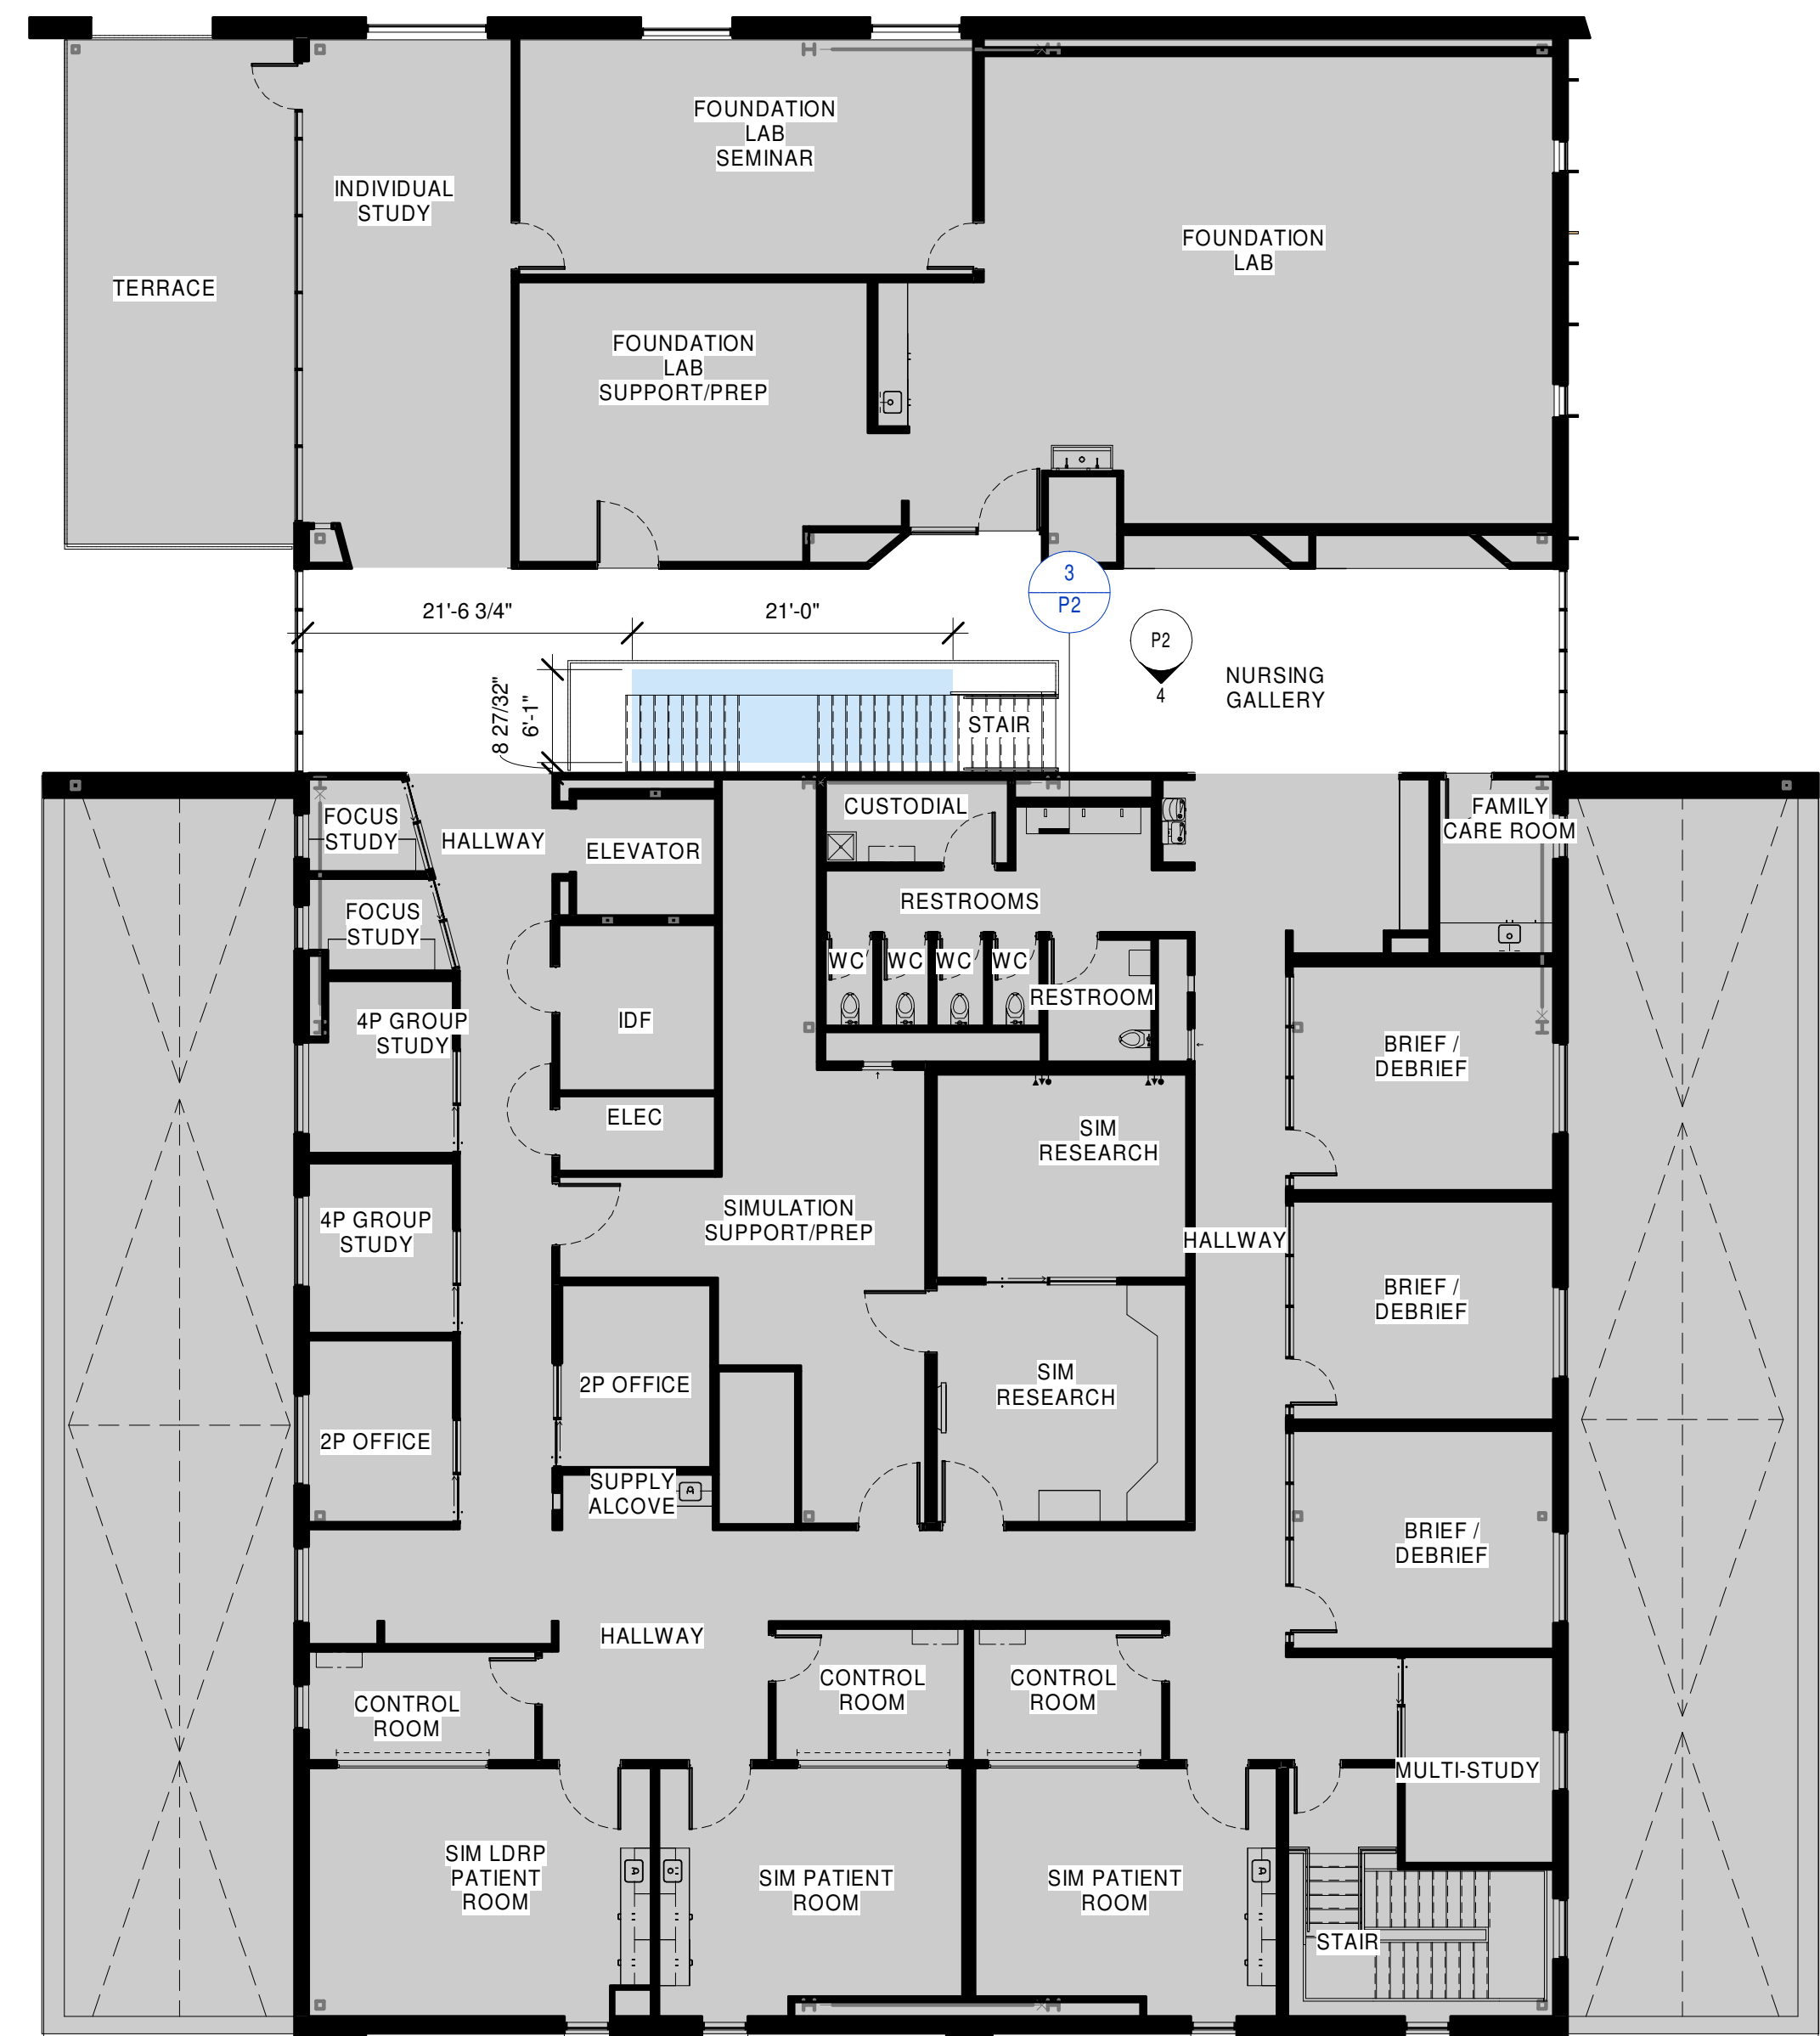 FOUNDATION
LAB
SEMINAR
INDIVIDUAL
STUDY
FOUNDATION
LAB
TERRACE
FOUNDATION
LAB
SUPPORT/PREP
3
P2
21'-6 3/4"
21'-0"
P2
4
NURSING
GALLERY
8 27/32"
6'-1"
STAIR
FOCUS
STUDY
HALLWAY
ELEVATOR
CUSTODIAL
FAMILY
CARE ROOM
FOCUS
STUDY
RESTROOMS
WC
WC
WC
WC
RESTROOM
4P GROUP
STUDY
IDF
BRIEF /
DEBRIEF
ELEC
SIM
RESEARCH
4P GROUP
STUDY
SIMULATION
SUPPORT/PREP
HALLWAY
BRIEF /
DEBRIEF
2P OFFICE
SIM
RESEARCH
2P OFFICE
SUPPLY
ALCOVE
BRIEF /
DEBRIEF
HALLWAY
CONTROL
ROOM
CONTROL
ROOM
CONTROL
ROOM
MULTI-STUDY
SIM LDRP
PATIENT
ROOM
SIM PATIENT
ROOM
SIM PATIENT
ROOM
STAIR